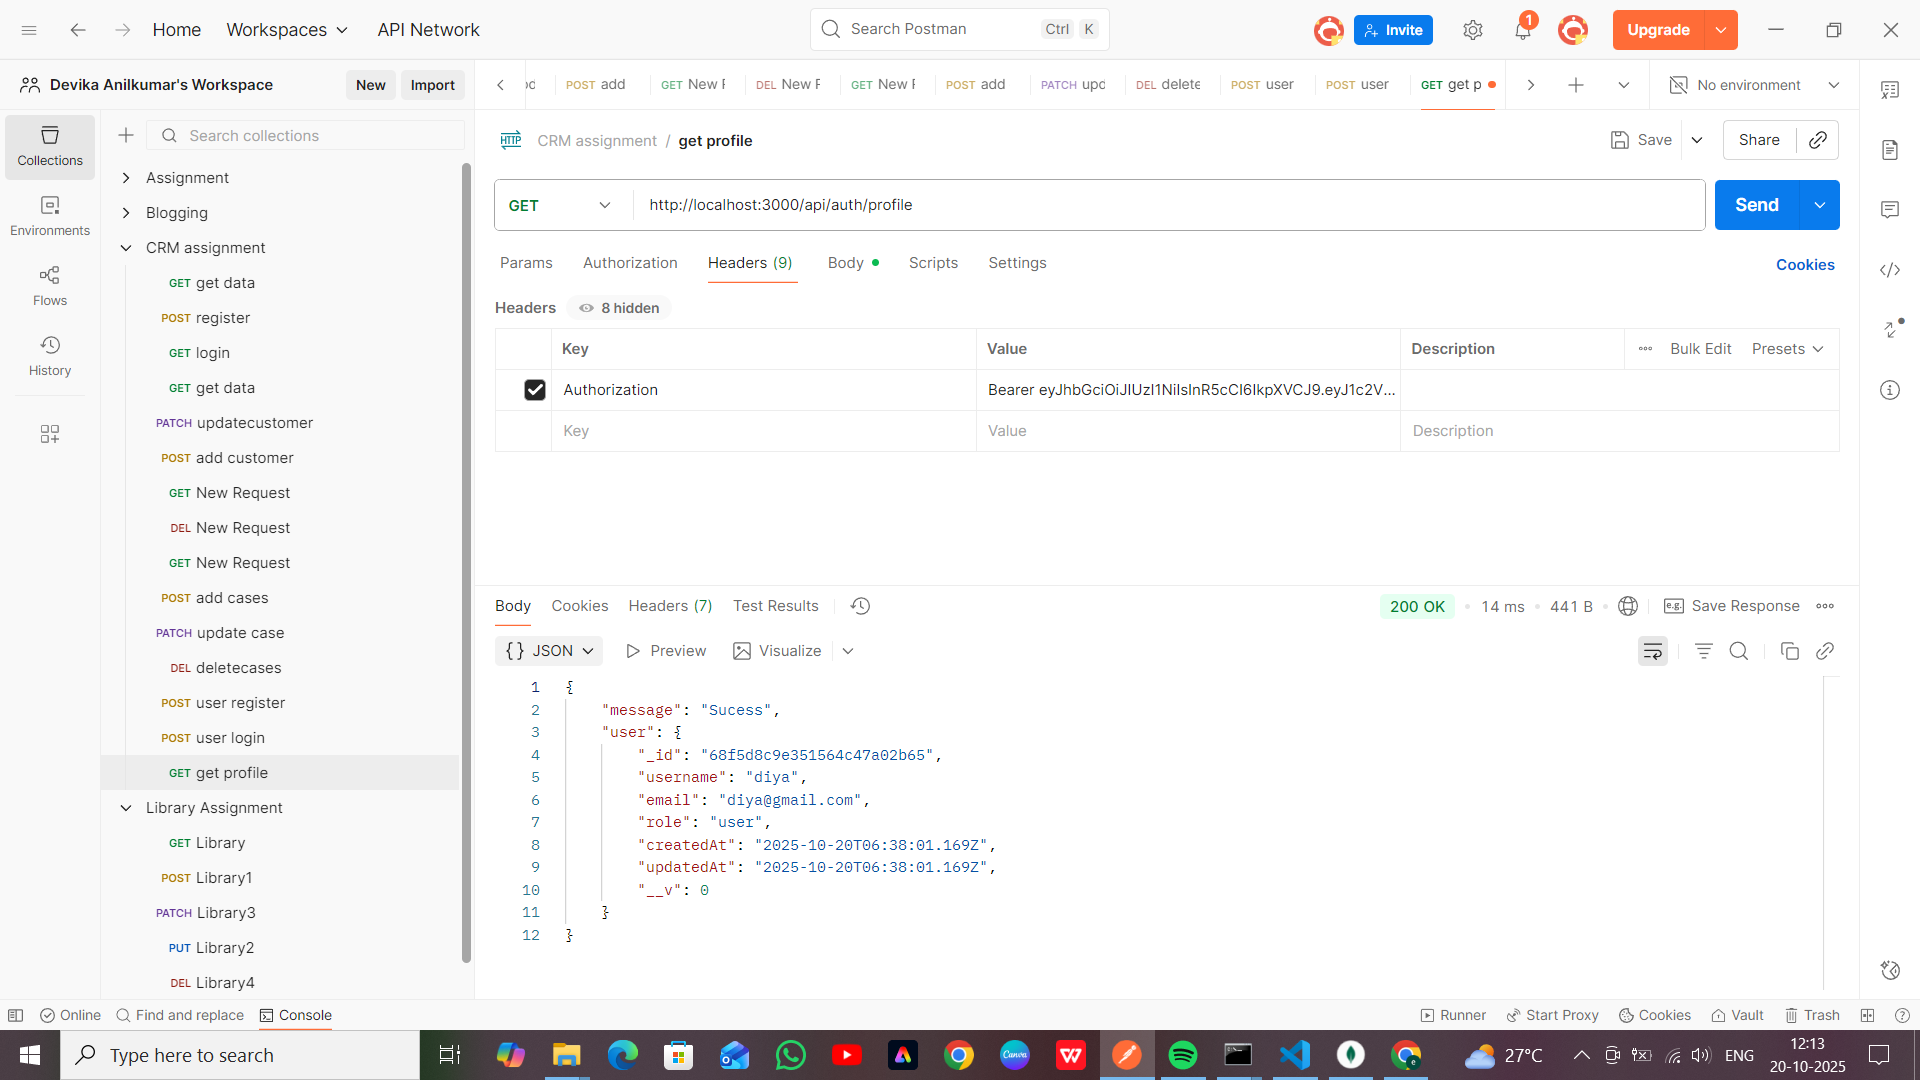 Home
Workspaces
API Network
Search Postman
Ctrl
K
Invite
1
Upgrade
Devika Anilkumar's Workspace
New
Import
POST add
GET New F
DEL New F
GET New F
POST add
PATCH upd
DEL delete
POST user
POST user
GET get p
No environment
Collections
Environments
Flows
History
Search collections
Assignment
Blogging
CRM assignment
GET get data
POST register
GET login
GET get data
PATCH updatecustomer
POST add customer
GET New Request
DEL New Request
GET New Request
POST add cases
PATCH update case
DEL deletecases
POST user register
POST user login
GET get profile
Library Assignment
GET Library
POST Library1
PATCH Library3
PUT Library2
DEL Library4
HTTP
CRM assignment / get profile
Save
Share
GET
http://localhost:3000/api/auth/profile
Send
Params
Authorization
Headers (9)
Body
Scripts
Settings
Cookies
Headers
8 hidden
Key
Value
Description
Bulk Edit
Presets
Authorization
Bearer eyJhbGciOiJIUzI1NiIsInR5cCI6IkpXVCJ9.eyJ1c2V...
Key
Value
Description
Body
Cookies
Headers (7)
Test Results
200 OK
14 ms
441 B
e.g.
Save Response
{} JSON
Preview
Visualize
1 {
2 "message": "Sucess",
3 "user": {
4 "_id": "68f5d8c9e351564c47a02b65",
5 "username": "diya",
6 "email": "diya@gmail.com",
7 "role": "user",
8 "createdAt": "2025-10-20T06:38:01.169Z",
9 "updatedAt": "2025-10-20T06:38:01.169Z",
10 "__v": 0
11 }
12 }
Online
Find and replace
Console
Runner
Start Proxy
Cookies
Vault
Trash
Type here to search
Canva
27°C
ENG
12:13
20-10-2025